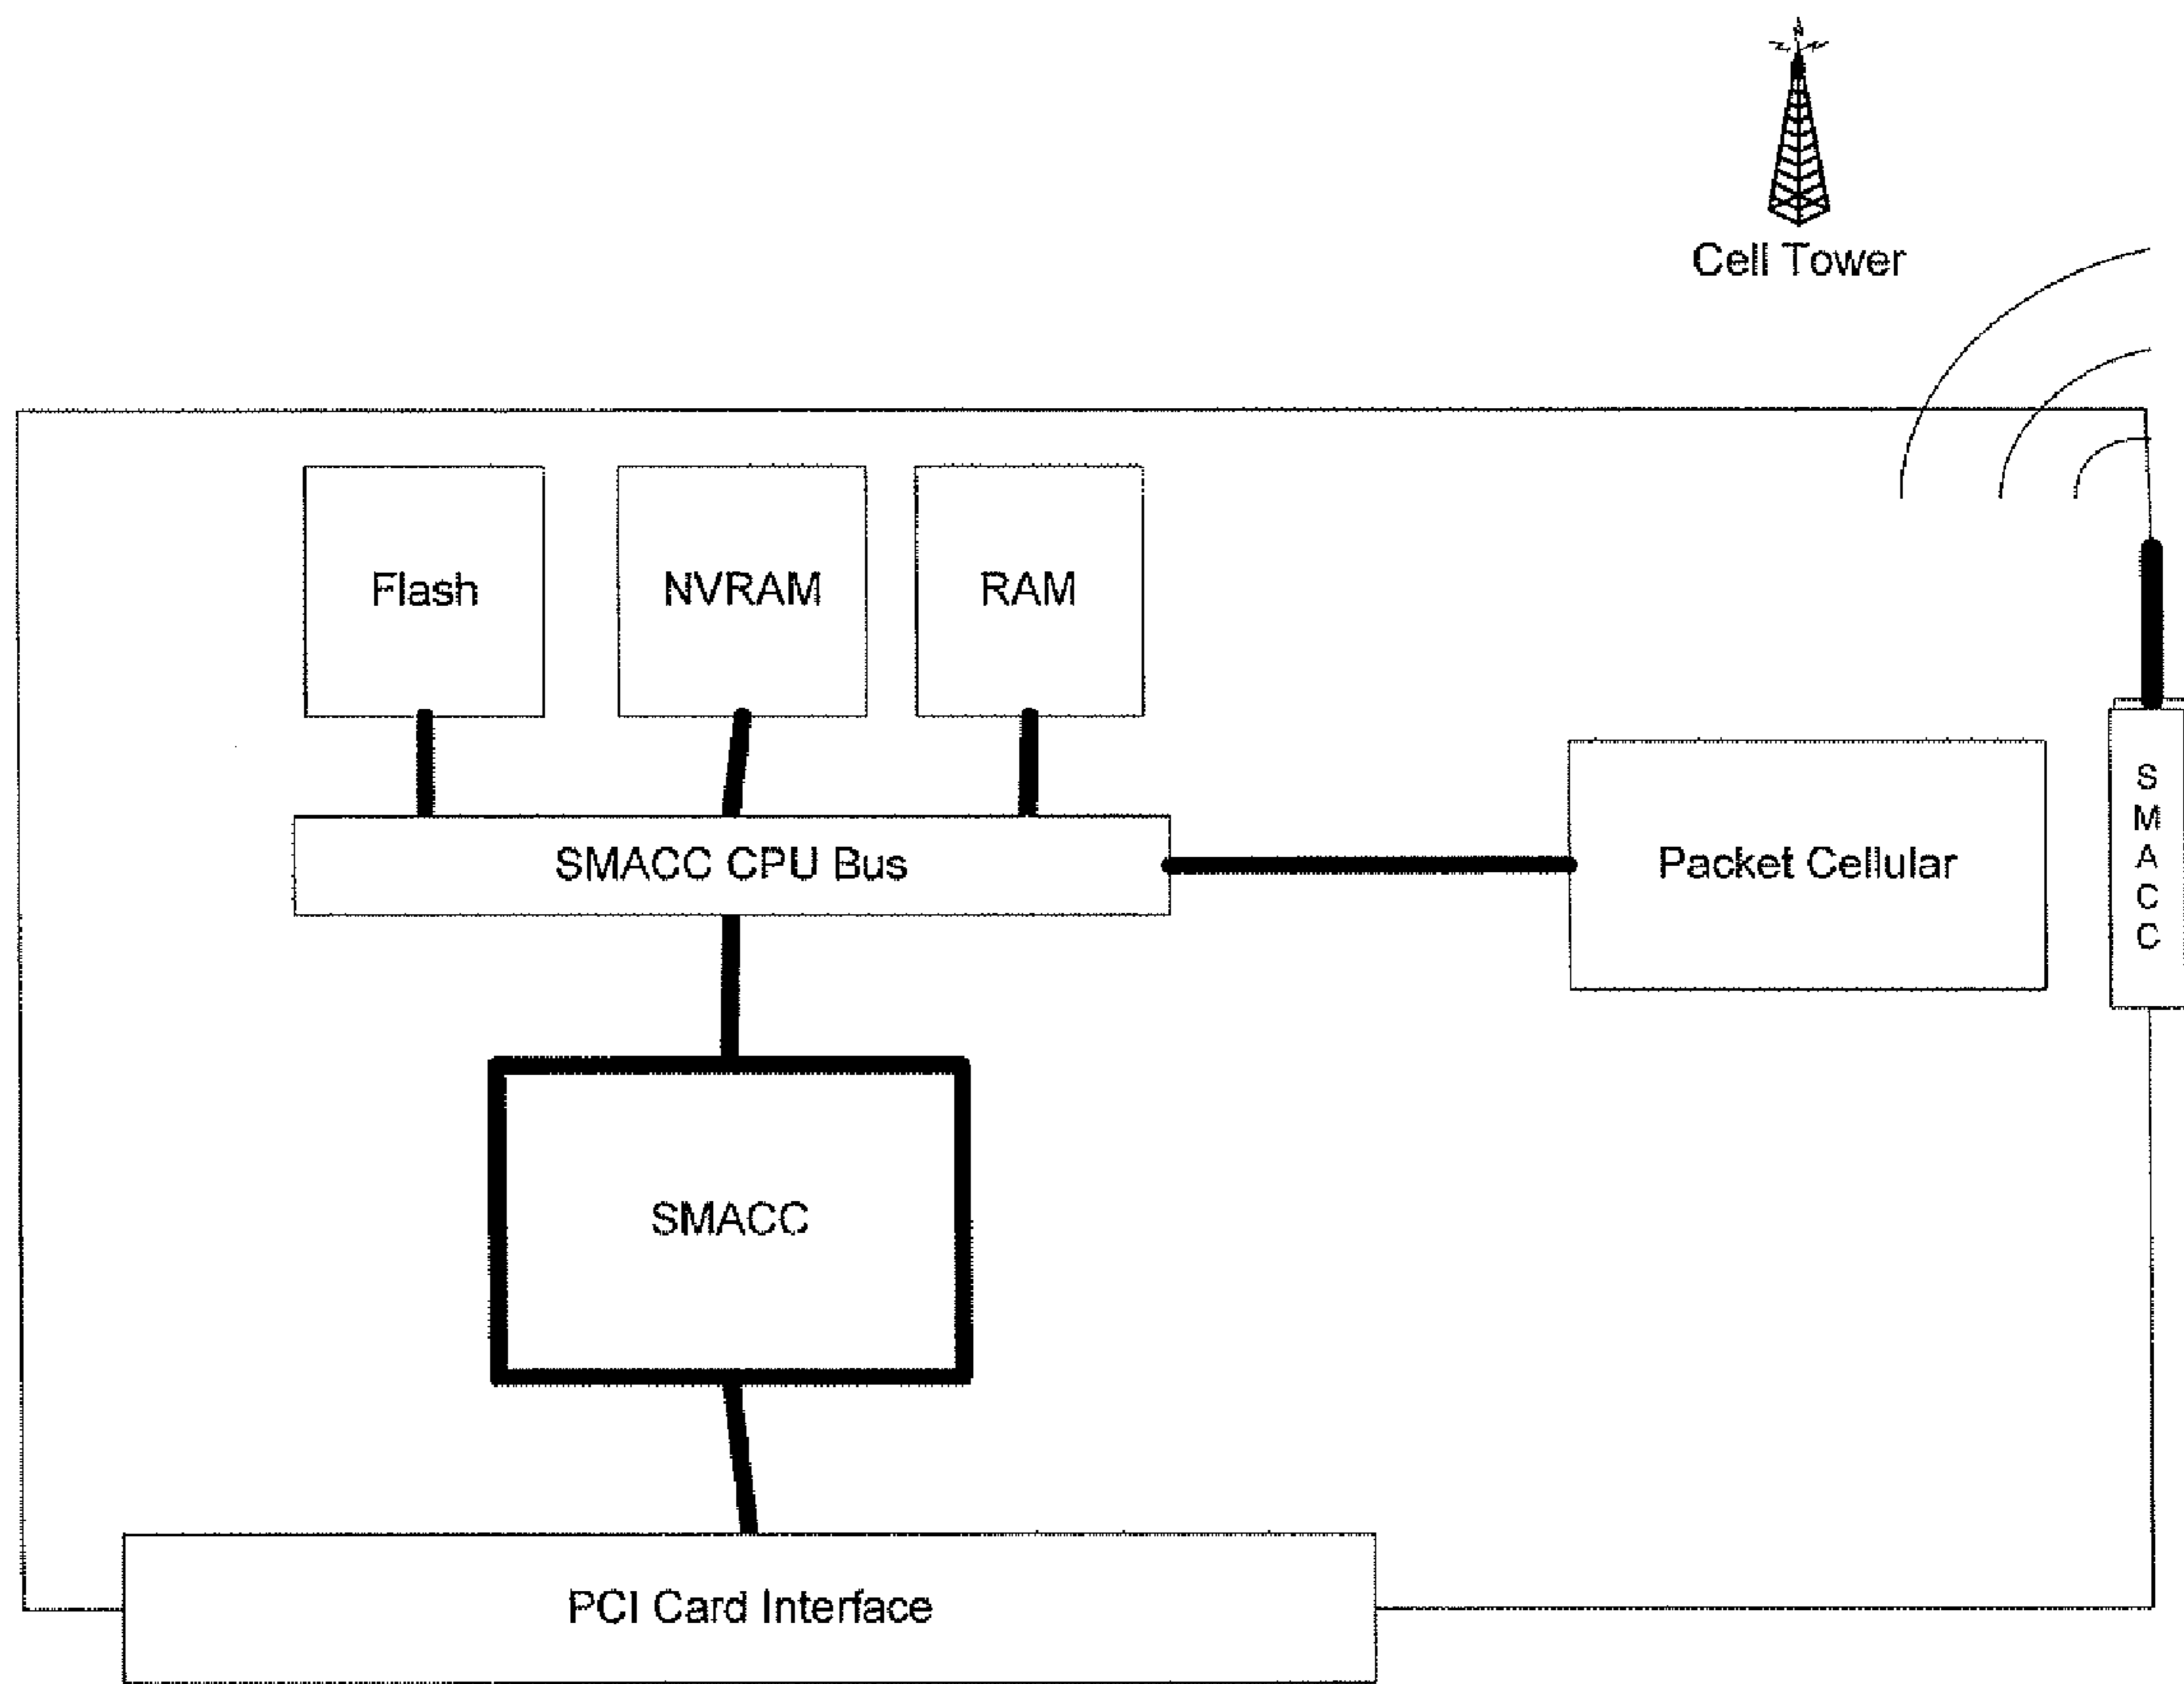 Cell Tower
Flash
NVRAM
RAM
SMACC CPU Bus
Packet Cellular
S
M
A
C
C
SMACC
PCI Card Interface